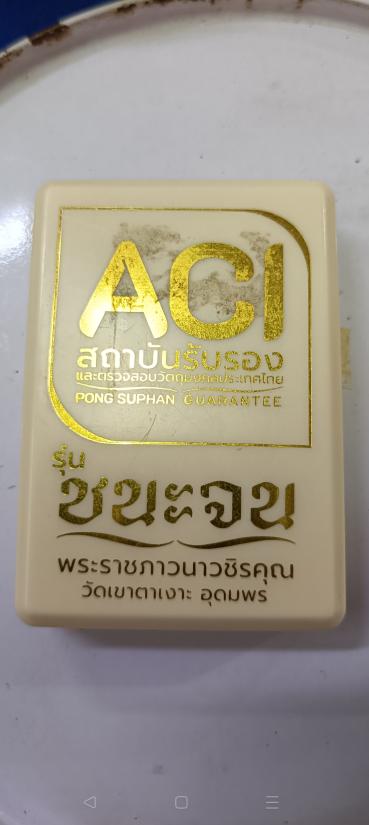 ACI
สถาบันรับรอง
และตรวจสอบวัตถุมงคลประเทศไทย
PONG SUPHAN GUARANTEE
รุ่น
ชนะจน
พระราชภาวนาวชิรคุณ
วัดเขาตาเงาะ อุดมพร